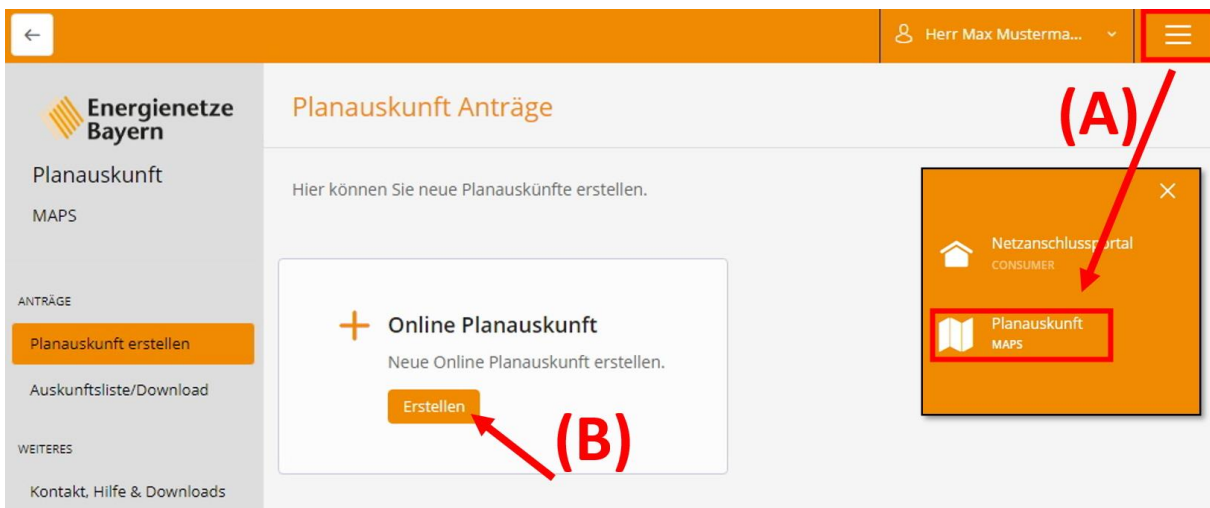 Herr Max Musterma...
Energienetze
Bayern
Planauskunft
MAPS
ANTRÄGE
Planauskunft erstellen
Auskunftsliste/Download
WEITERES
Kontakt, Hilfe & Downloads
Planauskunft Anträge
Hier können Sie neue Planauskünfte erstellen.
Online Planauskunft
Neue Online Planauskunft erstellen.
Erstellen
(B)
(A)
Netzanschlussportal
CONSUMER
Planauskunft
MAPS